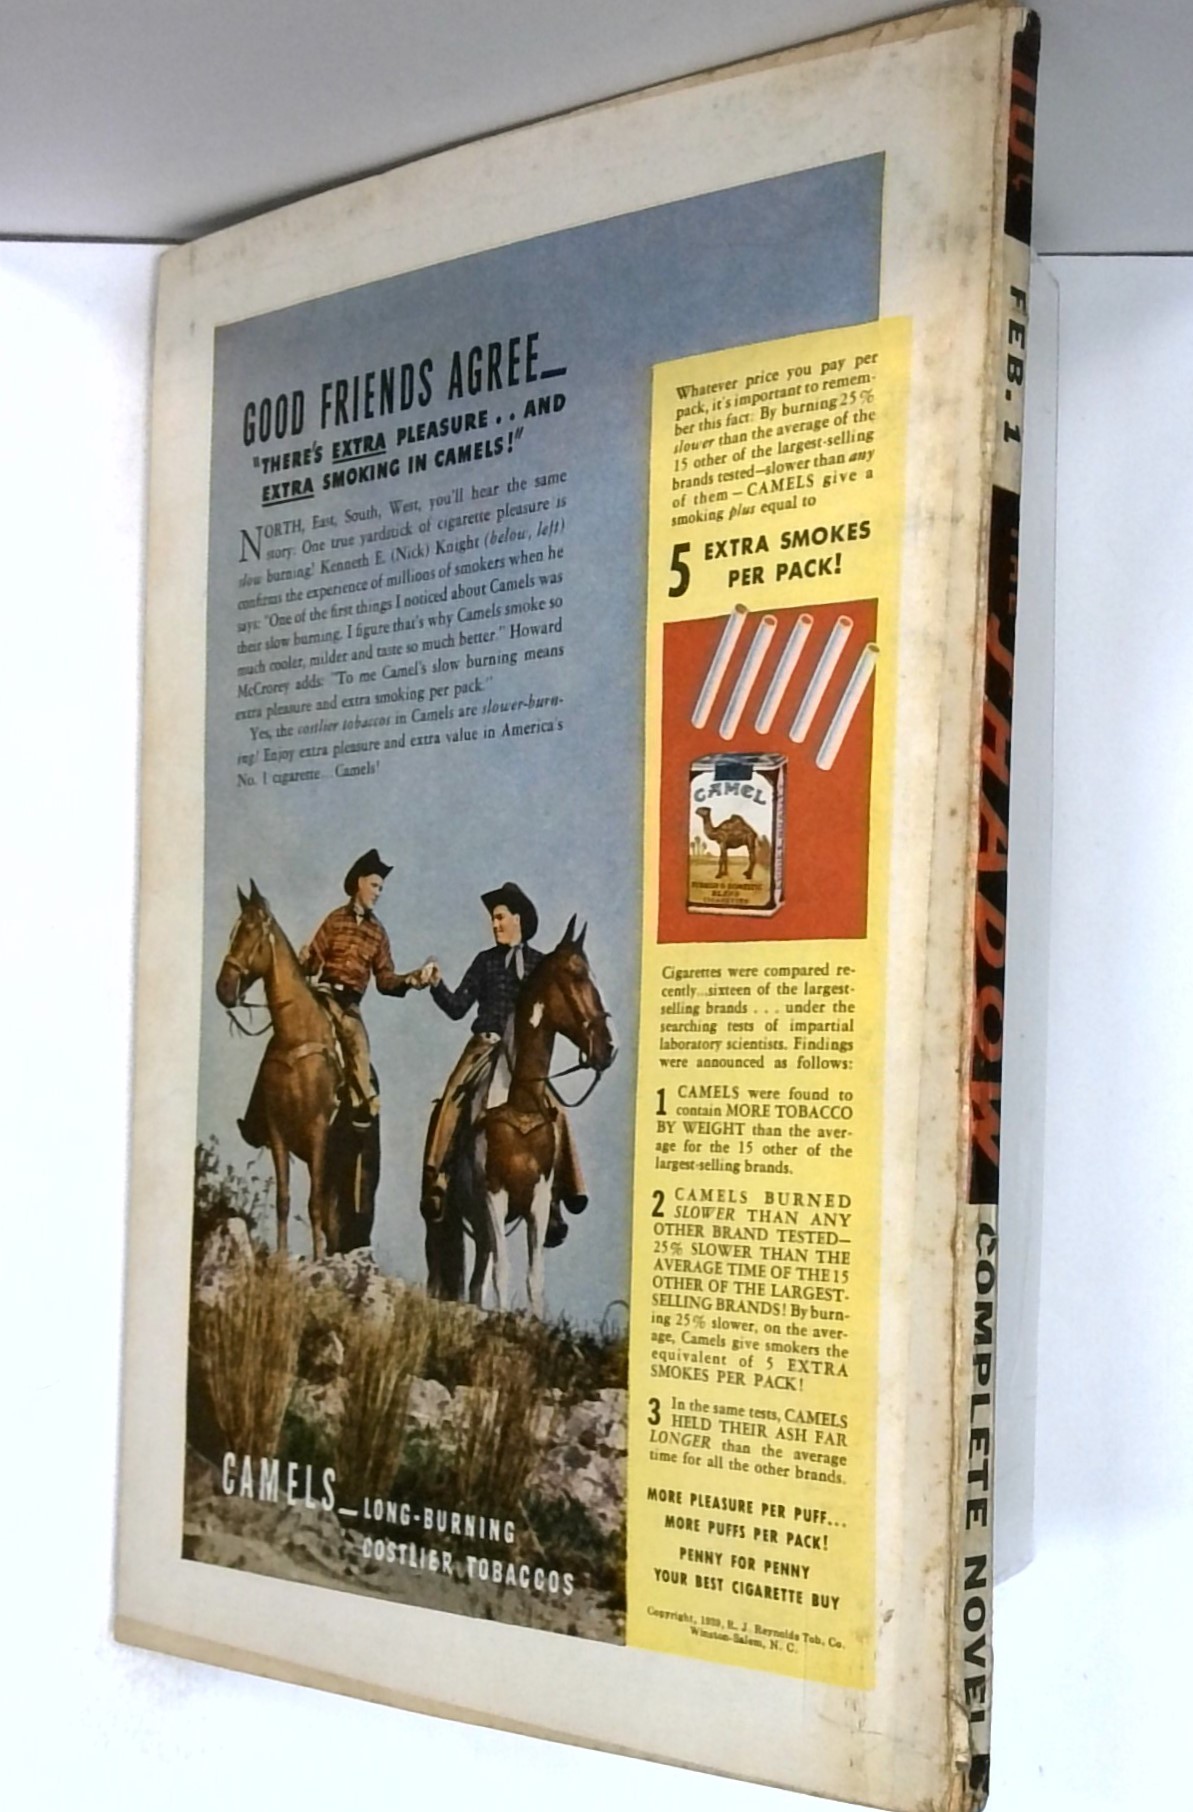 GOOD FRIENDS AGREE—
"THERE'S EXTRA PLEASURE . . AND
EXTRA SMOKING IN CAMELS!"
NORTH, East, South, West, you'll hear the same
story: One true yardstick of cigarette pleasure is
slow burning! Kenneth E. (Nick) Knight (below, left)
confirms the experience of millions of smokers when he
says: "One of the first things I noticed about Camels was
their slow burning. I figure that's why Camels smoke so
much cooler, milder and taste so much better." Howard
McCrorey adds: "To me Camel's slow burning means
extra pleasure and extra smoking per pack."
Yes, the costlier tobaccos in Camels are slower-burn-
ing! Enjoy extra pleasure and extra value in America's
No. 1 cigarette...Camels!
CAMELS—LONG-BURNING
COSTLIER TOBACCOS
Whatever price you pay per
pack, it's important to remem-
ber this fact: By burning 25%
slower than the average of the
15 other of the largest-selling
brands tested—slower than any
of them—CAMELS give a
smoking plus equal to
5 EXTRA SMOKES
PER PACK!
CAMEL
TURKISH & DOMESTIC
BLEND
CIGARETTES
Cigarettes were compared re-
cently...sixteen of the largest-
selling brands . . . under the
searching tests of impartial
laboratory scientists. Findings
were announced as follows:
1 CAMELS were found to
contain MORE TOBACCO
BY WEIGHT than the aver-
age for the 15 other of the
largest-selling brands.
2 CAMELS BURNED
SLOWER THAN ANY
OTHER BRAND TESTED—
25% SLOWER THAN THE
AVERAGE TIME OF THE 15
OTHER OF THE LARGEST-
SELLING BRANDS! By burn-
ing 25% slower, on the aver-
age, Camels give smokers the
equivalent of 5 EXTRA
SMOKES PER PACK!
3 In the same tests, CAMELS
HELD THEIR ASH FAR
LONGER than the average
time for all the other brands.
MORE PLEASURE PER PUFF...
MORE PUFFS PER PACK!
PENNY FOR PENNY
YOUR BEST CIGARETTE BUY
Copyright, 1939, R. J. Reynolds Tob. Co.
Winston-Salem, N. C.
10¢
FEB. 1
THE SHADOW
COMPLETE NOVEL